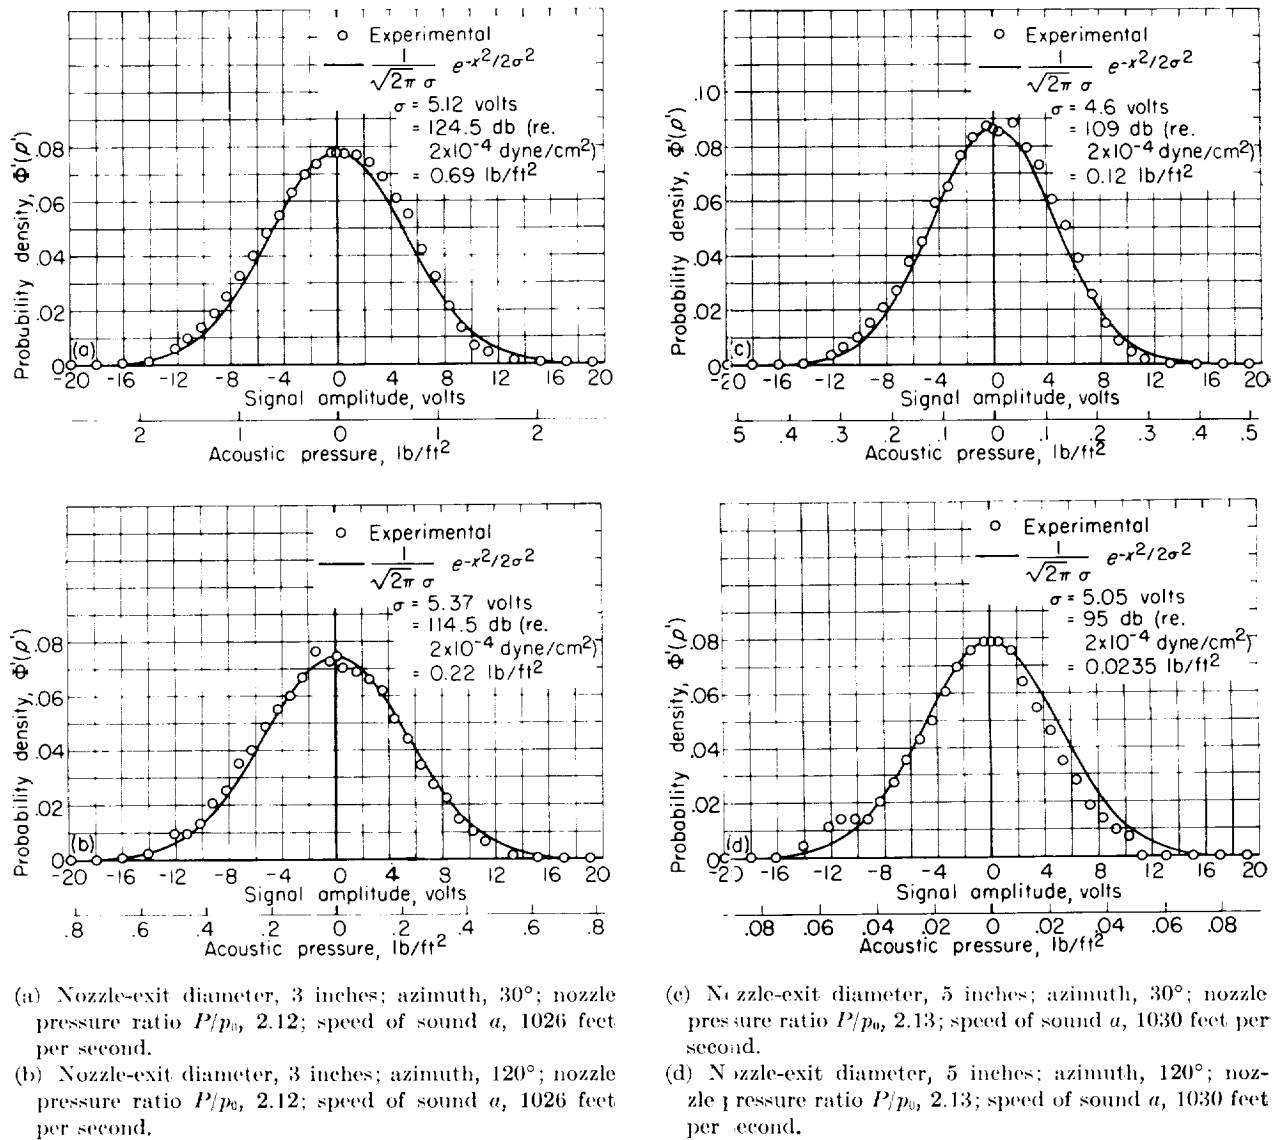 Experimental
1
√2π σ e-x²/2σ²
σ = 5.12 volts
= 124.5 db (re.
2x10-4 dyne/cm2)
= 0.69 lb/ft2
Probability density, Φ'(p')
.08
.06
.04
.02
0
(a)
-20 -16 -12 -8 -4 0 4 8 12 16 20
Signal amplitude, volts
2 1 0 1 2
Acoustic pressure, lb/ft2
Experimental
1
√2π σ e-x²/2σ²
σ = 5.37 volts
= 114.5 db (re.
2x10-4 dyne/cm2)
= 0.22 lb/ft2
Probability density, Φ'(p')
.08
.06
.04
.02
0
(b)
-20 -16 -12 -8 -4 0 4 8 12 16 20
Signal amplitude, volts
.8 .6 .4 .2 0 .2 .4 .6 .8
Acoustic pressure, lb/ft2
(a) Nozzle-exit diameter, 3 inches; azimuth, 30°; nozzle
pressure ratio P/p₀, 2.12; speed of sound a, 1026 feet
per second.
(b) Nozzle-exit diameter, 3 inches; azimuth, 120°; nozzle
pressure ratio P/p₀, 2.12; speed of sound a, 1026 feet
per second.
Experimental
1
√2π σ e-x²/2σ²
σ = 4.6 volts
= 109 db (re.
2x10-4 dyne/cm2)
= 0.12 lb/ft2
Probability density, Φ'(p')
.10
.08
.06
.04
.02
0
(c)
-20 -16 -12 -8 -4 0 4 8 12 16 20
Signal amplitude, volts
.5 .4 .3 .2 .1 0 .1 .2 .3 .4 .5
Acoustic pressure, lb/ft2
Experimental
1
√2π σ e-x²/2σ²
σ = 5.05 volts
= 95 db (re.
2x10-4 dyne/cm2)
= 0.0235 lb/ft2
Probability density, Φ'(p')
.08
.06
.04
.02
0
(d)
-20 -16 -12 -8 -4 0 4 8 12 16 20
Signal amplitude, volts
.08 .06 .04 .02 0 .02 .04 .06 .08
Acoustic pressure, lb/ft2
(c) Nozzle-exit diameter, 5 inches; azimuth, 30°; nozzle
pressure ratio P/p₀, 2.13; speed of sound a, 1030 feet per
second.
(d) Nozzle-exit diameter, 5 inches; azimuth, 120°; noz-
zle pressure ratio P/p₀, 2.13; speed of sound a, 1030 feet
per second.